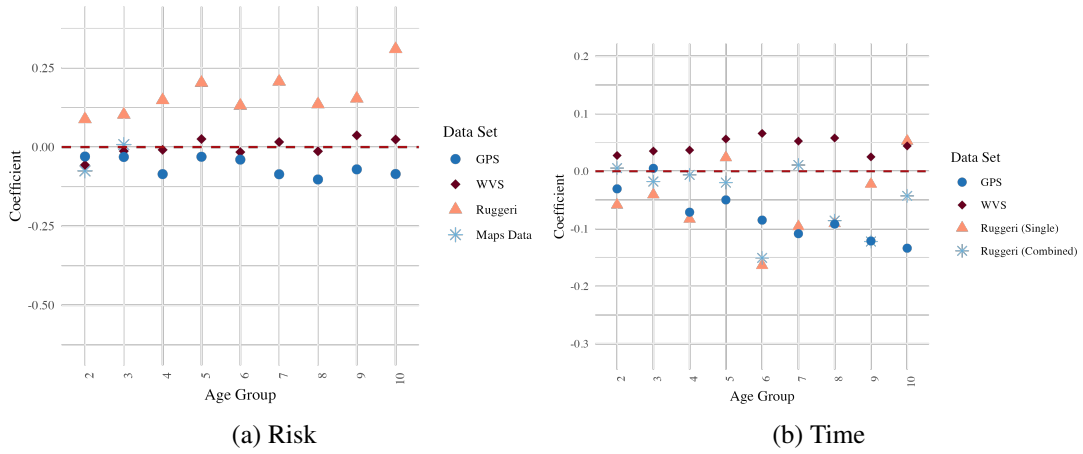 0.25
0.00
-0.25
-0.50
Coefficient
2 3 4 5 6 7 8 9 10
Age Group
Data Set
GPS
WVS
Ruggeri
Maps Data
(a) Risk
0.2
0.1
0.0
-0.1
-0.2
-0.3
Coefficient
2 3 4 5 6 7 8 9 10
Age Group
Data Set
GPS
WVS
Ruggeri (Single)
Ruggeri (Combined)
(b) Time